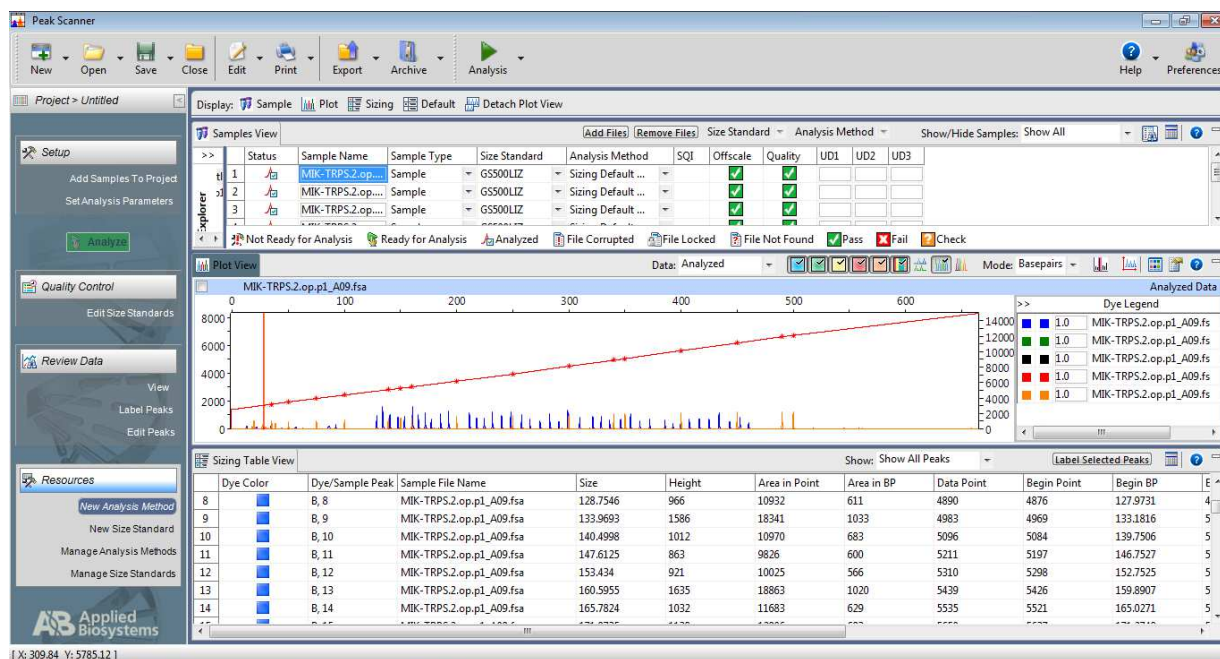 Peak Scanner
New Open Save Close Edit Print Export Archive Analysis Help Preferences
Project > Untitled
Display: Sample Plot Sizing Default Detach Plot View
Setup
Add Samples To Project
Set Analysis Parameters
Analyze
Quality Control
Edit Size Standards
Review Data
View
Label Peaks
Edit Peaks
Resources
New Analysis Method
New Size Standard
Manage Analysis Methods
Manage Size Standards
AB Applied
Biosystems
Samples View Add Files Remove Files Size Standard Analysis Method Show/Hide Samples: Show All
>> Status Sample Name Sample Type Size Standard Analysis Method SQI Offscale Quality UD1 UD2 UD3
1 MIK-TRPS.2.op.... Sample GS500LIZ Sizing Default ...
2 MIK-TRPS.2.op.... Sample GS500LIZ Sizing Default ...
3 MIK-TRPS.2.op.... Sample GS500LIZ Sizing Default ...
xplorer
Not Ready for Analysis Ready for Analysis Analyzed File Corrupted File Locked File Not Found Pass Fail Check
Plot View Data: Analyzed Mode: Basepairs
MIK-TRPS.2.op.p1_A09.fsa Analyzed Data
0 100 200 300 400 500 600
8000
6000
4000
2000
0
14000
12000
10000
8000
6000
4000
2000
0
>> Dye Legend
1.0 MIK-TRPS.2.op.p1_A09.fs
1.0 MIK-TRPS.2.op.p1_A09.fs
1.0 MIK-TRPS.2.op.p1_A09.fs
1.0 MIK-TRPS.2.op.p1_A09.fs
1.0 MIK-TRPS.2.op.p1_A09.fs
Sizing Table View Show: Show All Peaks Label Selected Peaks
Dye Color Dye/Sample Peak Sample File Name Size Height Area in Point Area in BP Data Point Begin Point Begin BP E
8 B, 8 MIK-TRPS.2.op.p1_A09.fsa 128.7546 966 10932 611 4890 4876 127.9731 4
9 B, 9 MIK-TRPS.2.op.p1_A09.fsa 133.9693 1586 18341 1033 4983 4969 133.1816 5
10 B, 10 MIK-TRPS.2.op.p1_A09.fsa 140.4998 1012 10970 683 5096 5084 139.7506 5
11 B, 11 MIK-TRPS.2.op.p1_A09.fsa 147.6125 863 9826 600 5211 5197 146.7527 5
12 B, 12 MIK-TRPS.2.op.p1_A09.fsa 153.434 921 10025 566 5310 5298 152.7525 5
13 B, 13 MIK-TRPS.2.op.p1_A09.fsa 160.5955 1635 18863 1020 5439 5426 159.8907 5
14 B, 14 MIK-TRPS.2.op.p1_A09.fsa 165.7824 1032 11683 629 5535 5521 165.0271 5
[ X: 309.84 Y: 5785.12 ]